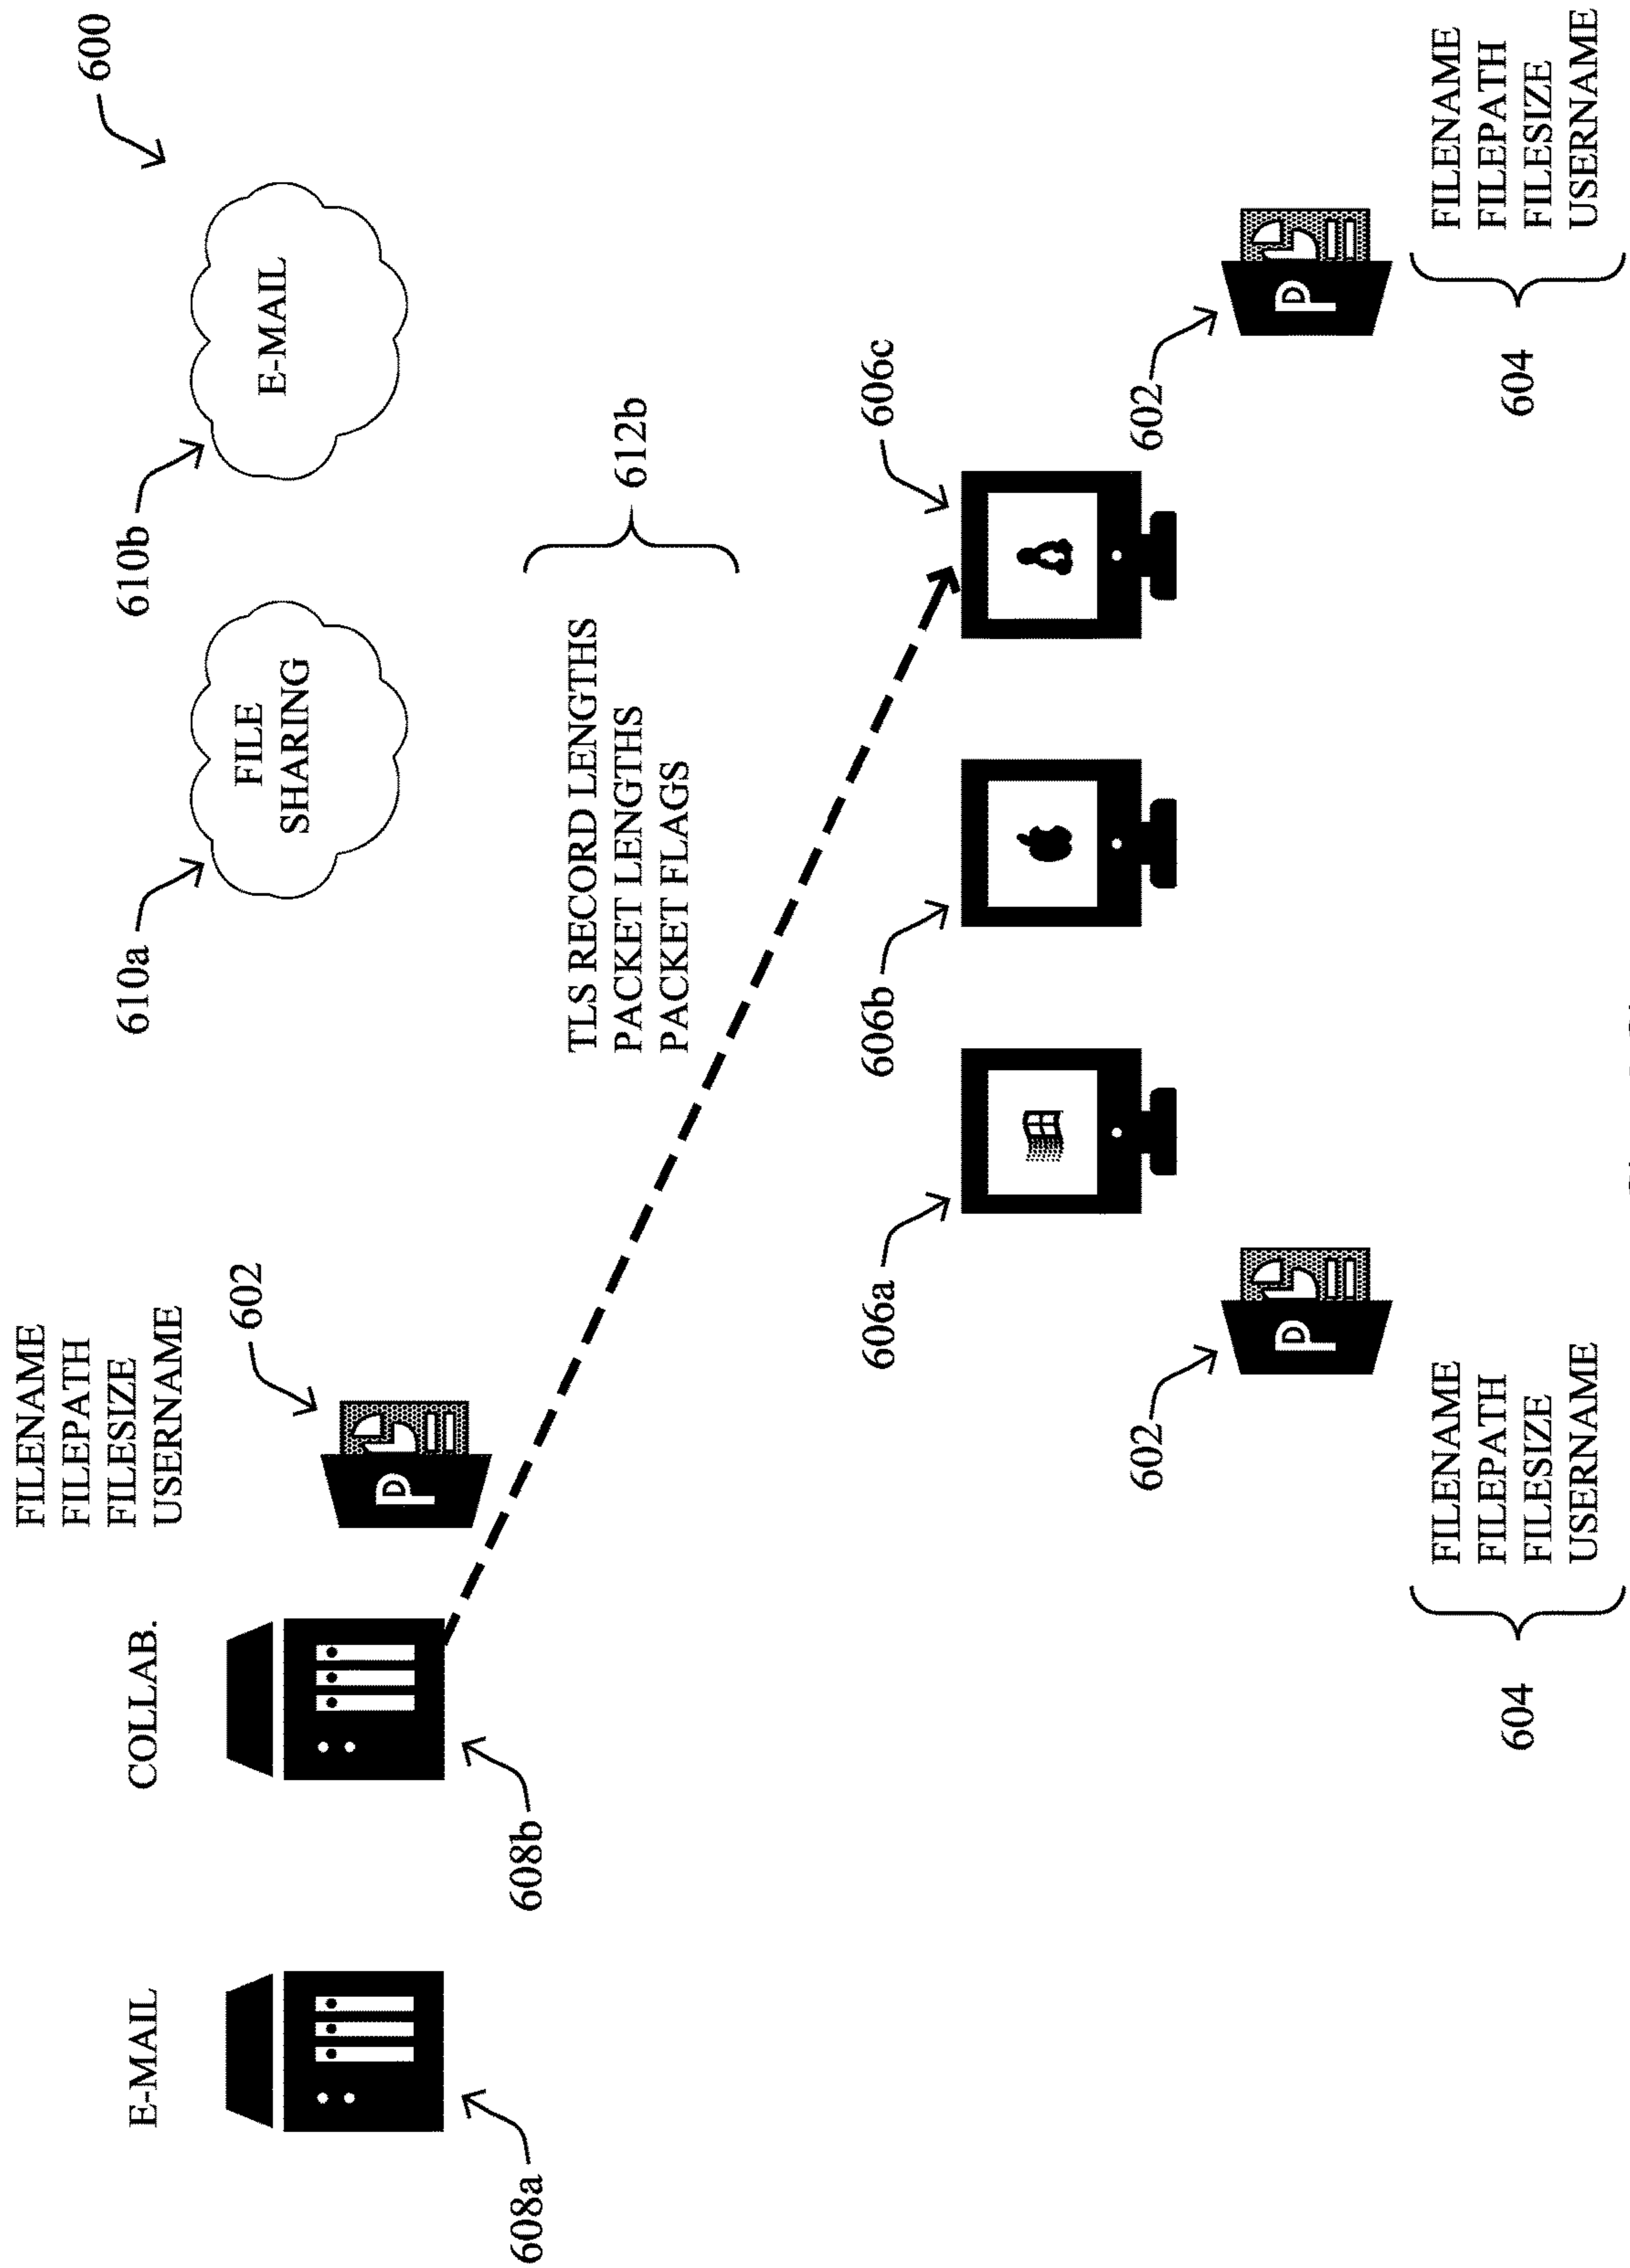 FILENAME
FILEPATH
FILESIZE
USERNAME
600
E-MAIL
COLLAB.
610a
610b
602
FILE
SHARING
E-MAIL
P
608a
608b
TLS RECORD LENGTHS
PACKET LENGTHS
PACKET FLAGS
612b
606a
606b
606c
602
602
P
P
FILENAME
FILEPATH
FILESIZE
USERNAME
604
FILENAME
FILEPATH
FILESIZE
USERNAME
604